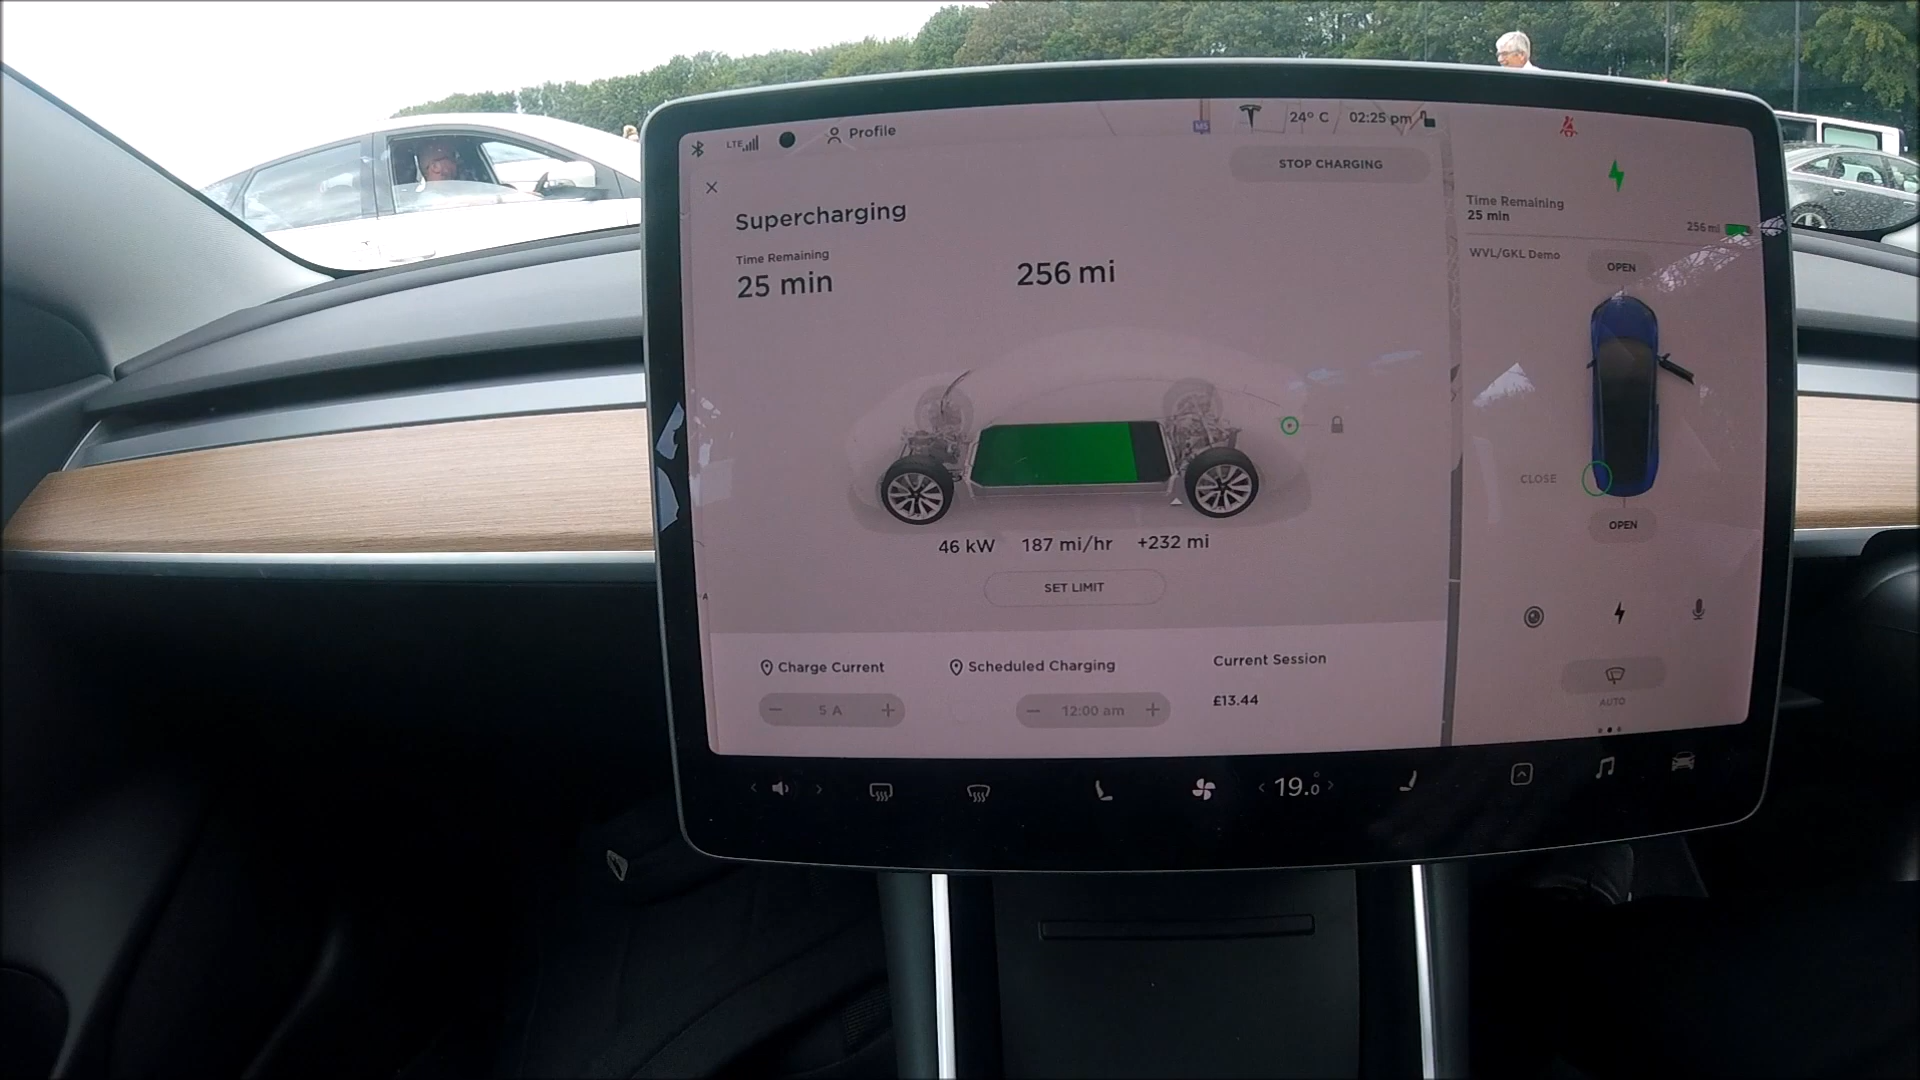 LTE
Profile
M5
24° C
02:25 pm
STOP CHARGING
Supercharging
Time Remaining
25 min
256 mi
46 kW
187 mi/hr
+232 mi
SET LIMIT
Charge Current
Scheduled Charging
Current Session
− 5 A +
− 12:00 am +
£13.44
Time Remaining
25 min
256 mi
WVL/GKL Demo
OPEN
CLOSE
OPEN
AUTO
19.0